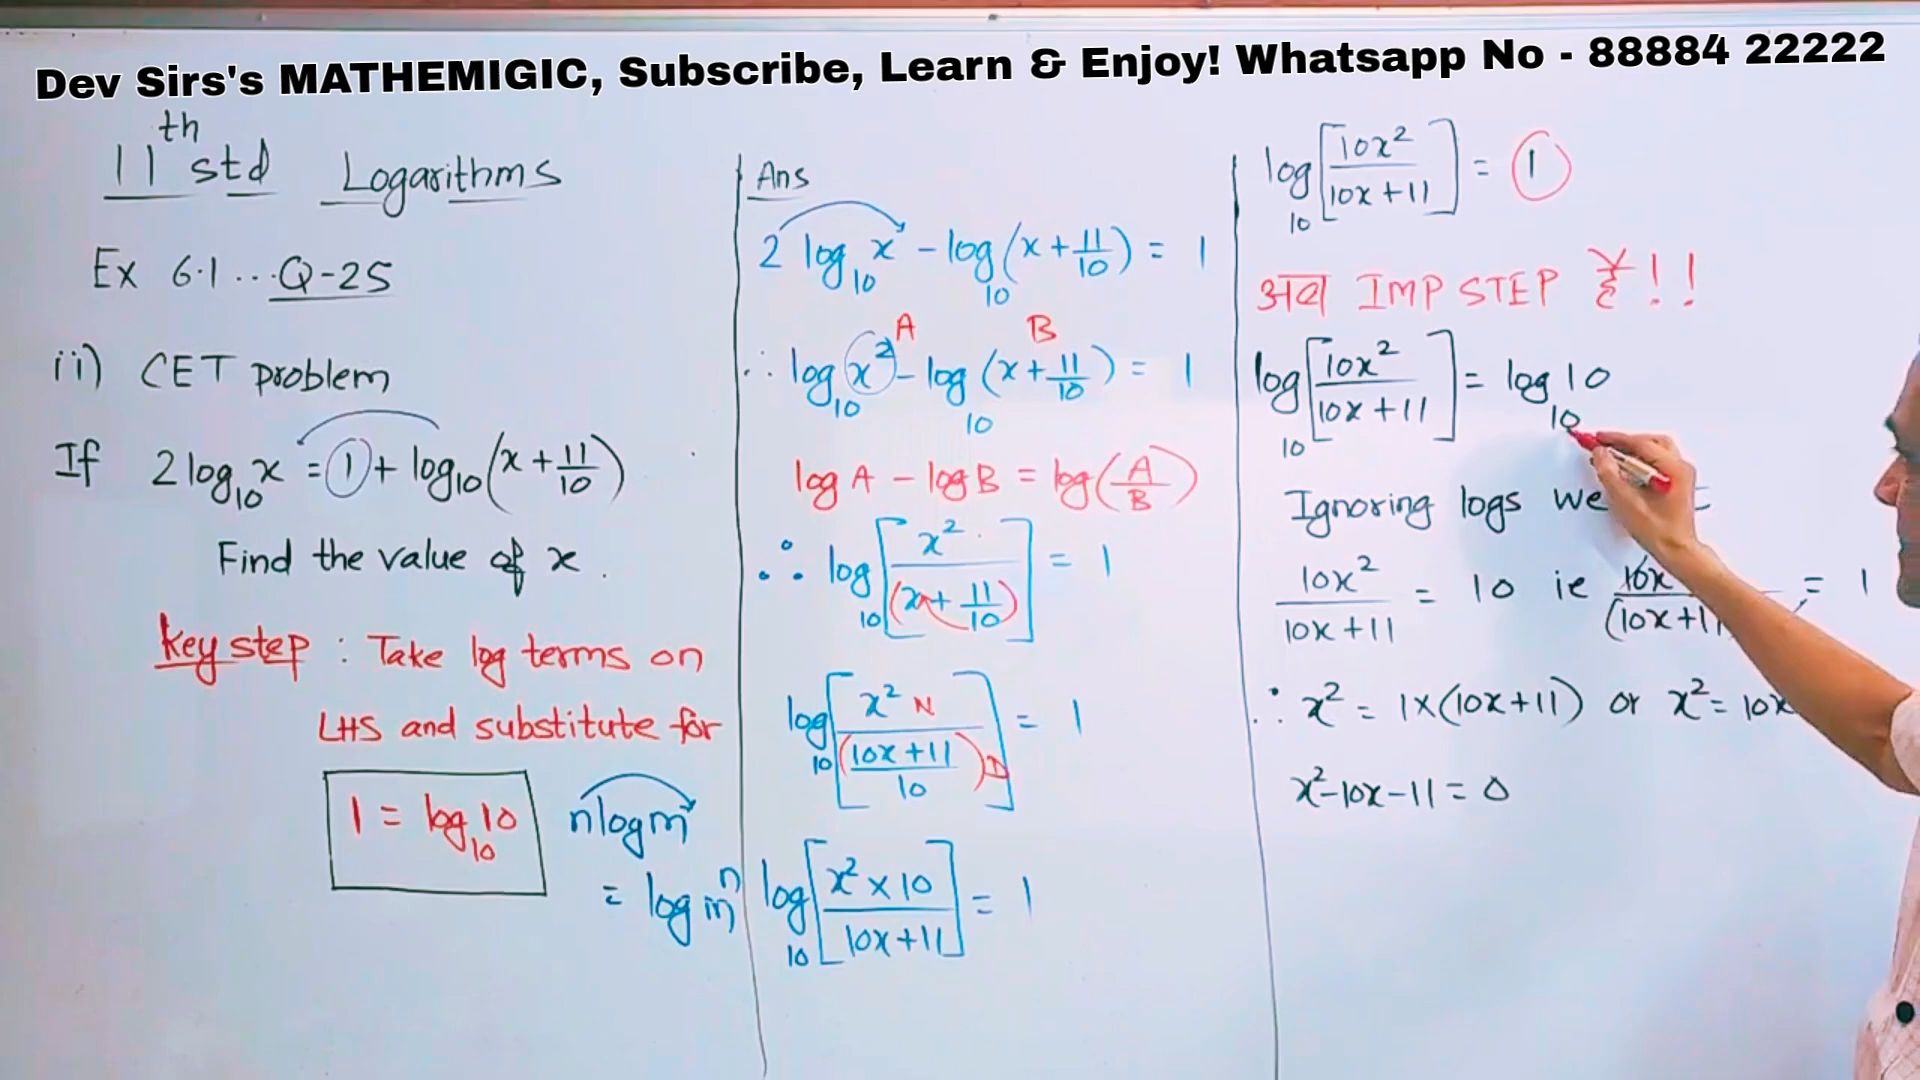 Dev Sirs's MATHEMIGIC, Subscribe, Learn & Enjoy! Whatsapp No - 88884 22222
11th std Logarithms
Ex 6.1 ... Q-25
ii) CET problem
If 2 log₁₀ x = 1 + log₁₀ (x + 11/10)
Find the value of x.
key step : Take log terms on
LHS and substitute for
1 = log₁₀ 10
n log m
= log mⁿ
Ans
2 log₁₀ x - log₁₀ (x + 11/10) = 1
A B
∴ log₁₀ x² - log₁₀ (x + 11/10) = 1
log A - log B = log (A/B)
∴ log₁₀ [x² / (x + 11/10)] = 1
log₁₀ [x² N / ((10x + 11)/10) D] = 1
log₁₀ [x² × 10 / 10x + 11] = 1
log₁₀ [10x² / 10x + 11] = 1
अब IMP STEP है!!
log₁₀ [10x² / 10x + 11] = log₁₀ 10
Ignoring logs we
10x² / 10x + 11 = 10 ie 10x / (10x + 11 = 1
∴ x² = 1 × (10x + 11) or x² = 10x
x² - 10x - 11 = 0